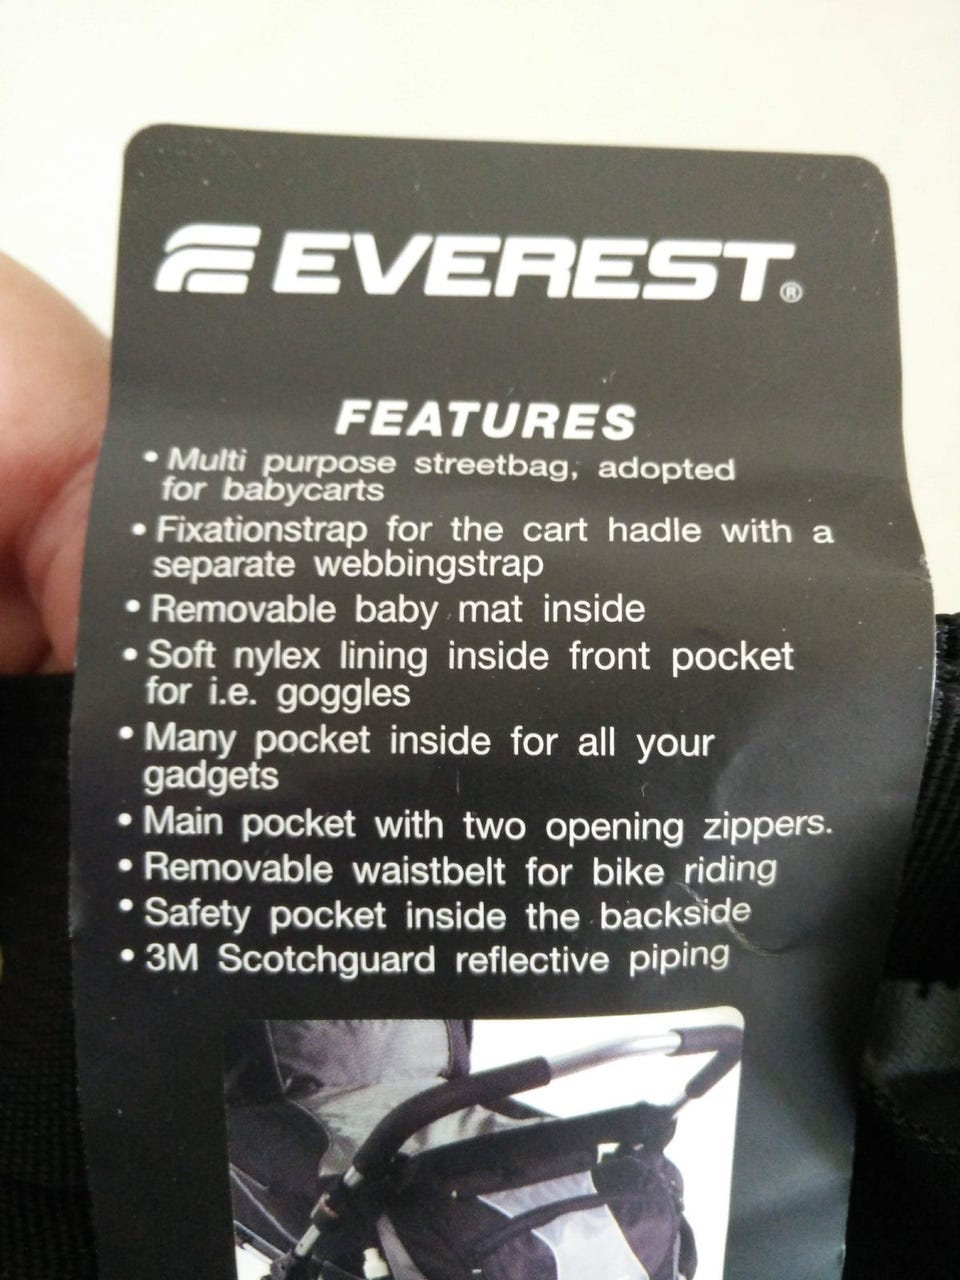 EVEREST®
FEATURES
• Multi purpose streetbag, adopted
for babycarts
• Fixationstrap for the cart hadle with a
separate webbingstrap
• Removable baby mat inside
• Soft nylex lining inside front pocket
for i.e. goggles
• Many pocket inside for all your
gadgets
• Main pocket with two opening zippers.
• Removable waistbelt for bike riding
• Safety pocket inside the backside
• 3M Scotchguard reflective piping